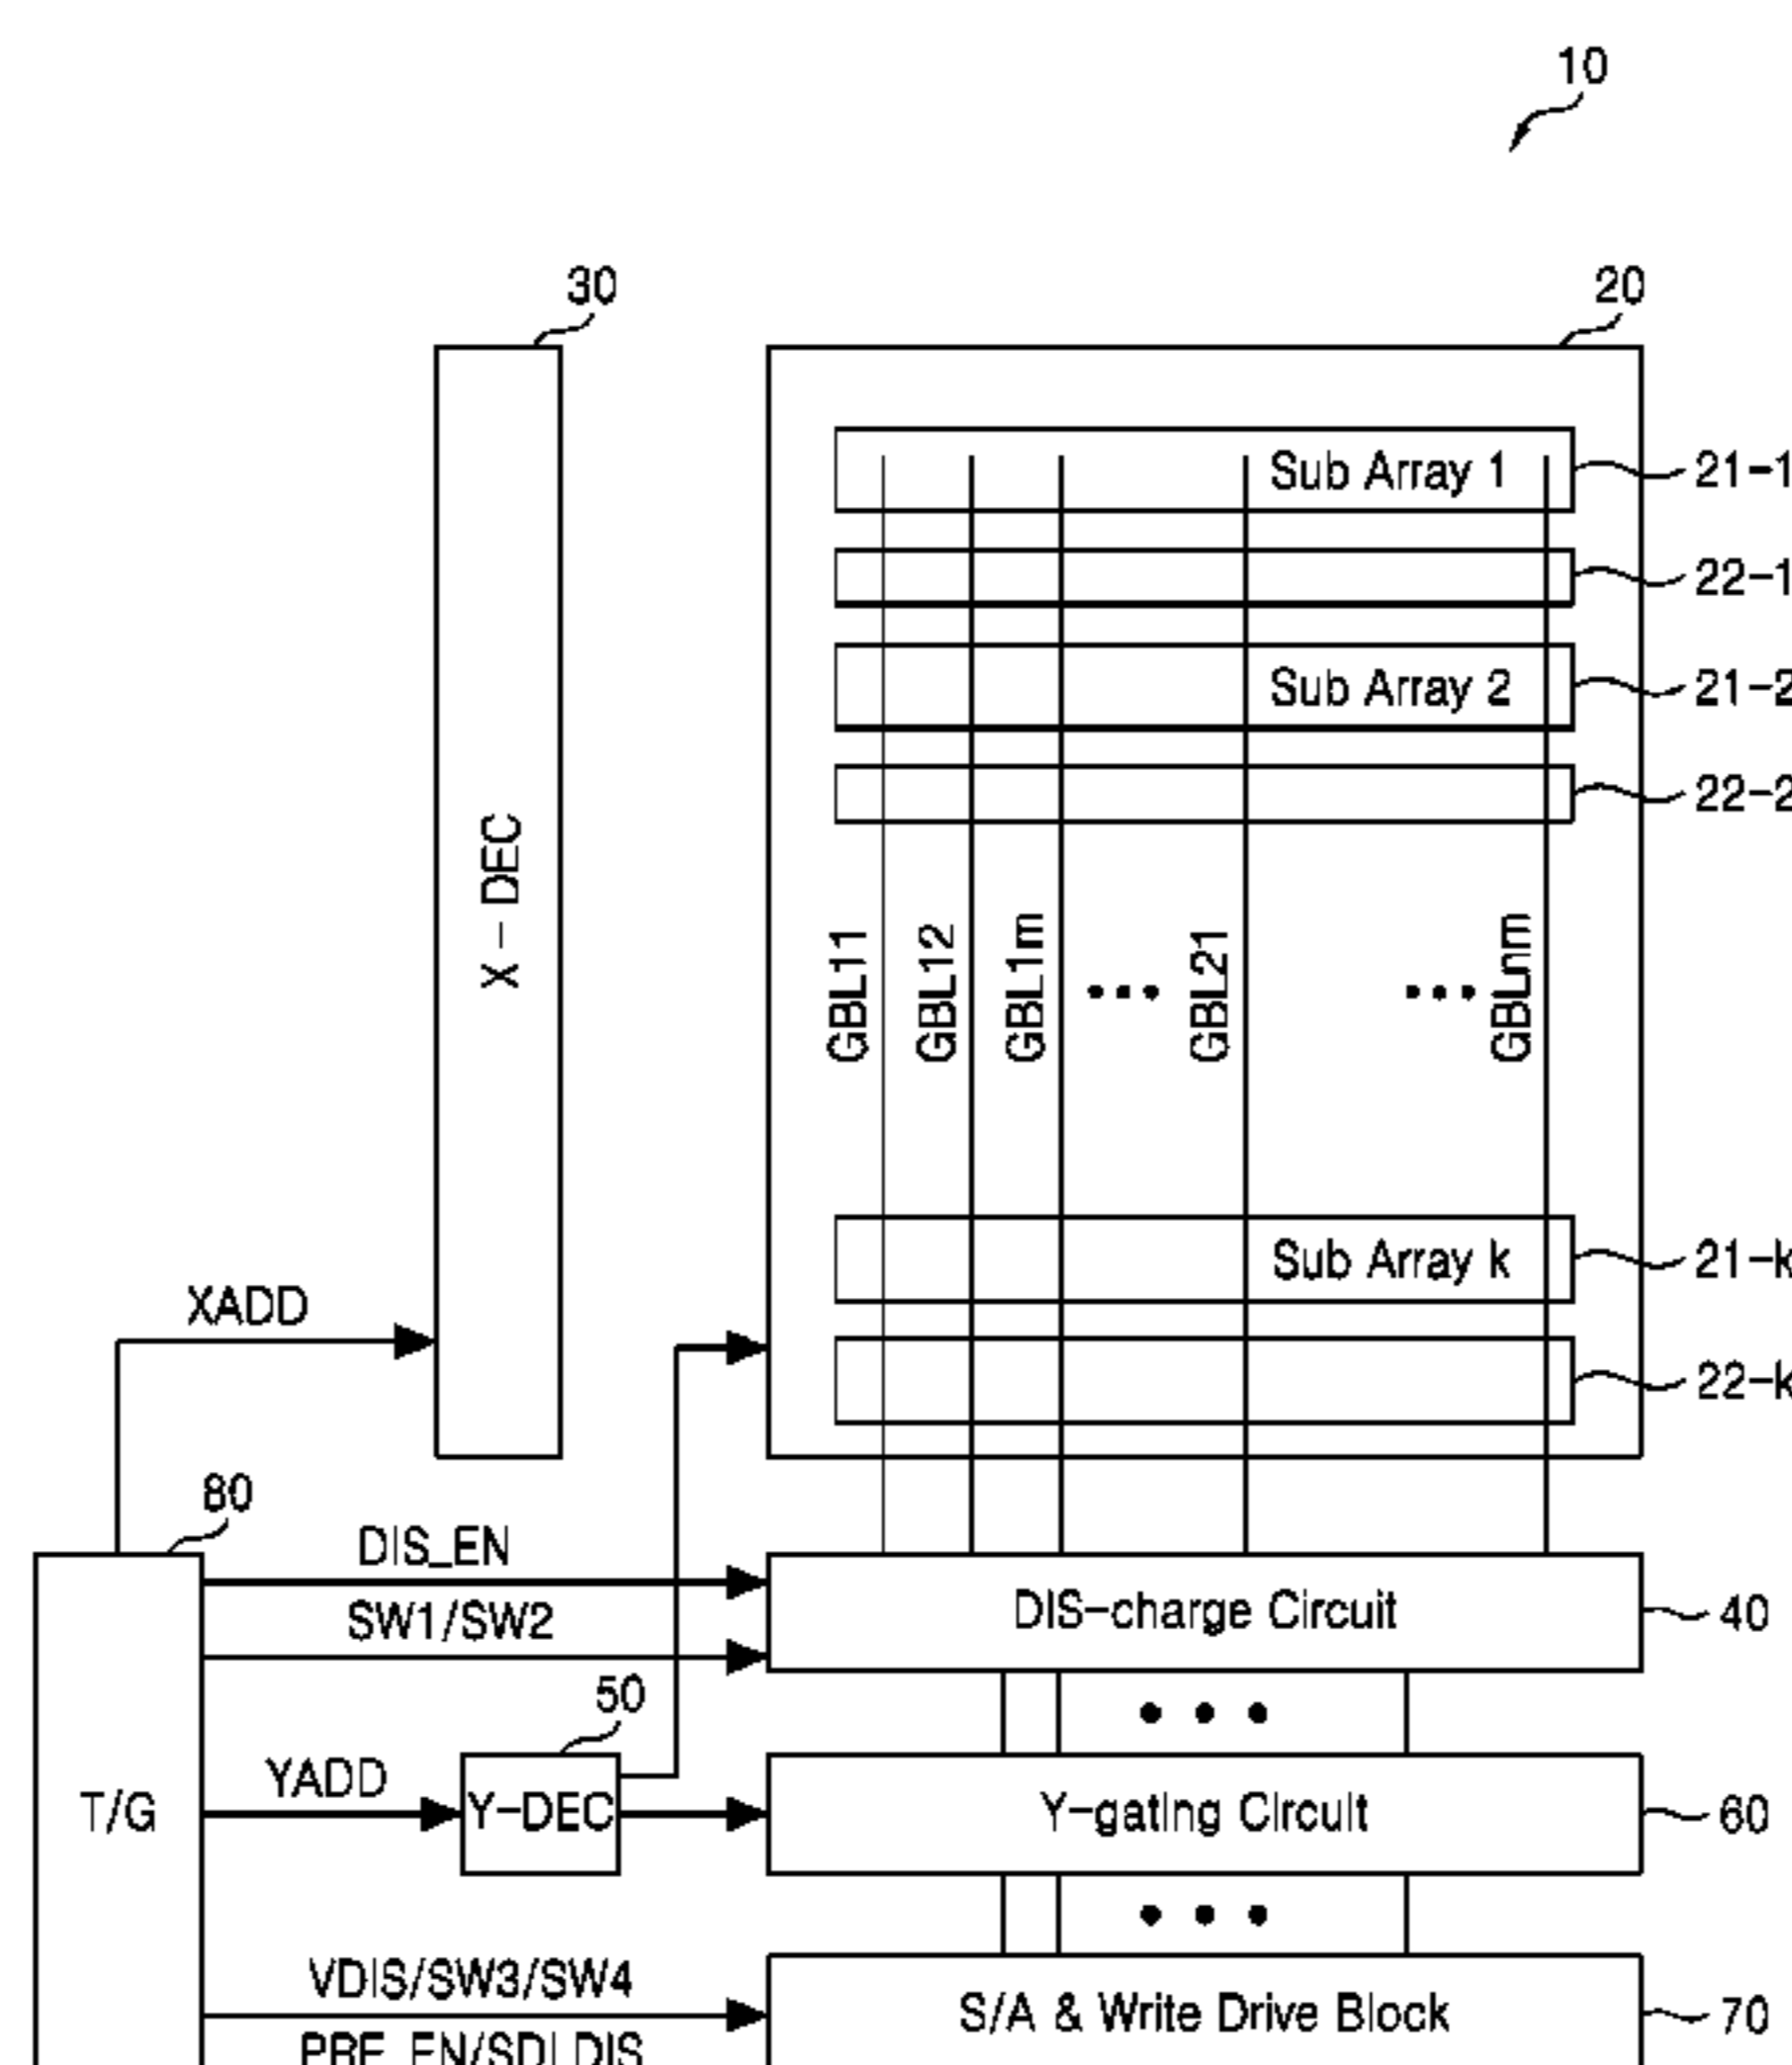 10
30
20
Sub Array 1
21-1
22-1
Sub Array 2
21-2
22-2
X-DEC
GBL11
GBL12
GBL1m
GBL21
GBLnm
Sub Array k
21-k
XADD
22-k
80
DIS_EN
DIS-charge Circuit
40
SW1/SW2
50
YADD
T/G
Y-DEC
Y-gating Circuit
60
VDIS/SW3/SW4
S/A & Write Drive Block
70
PRE_EN/SDLDIS